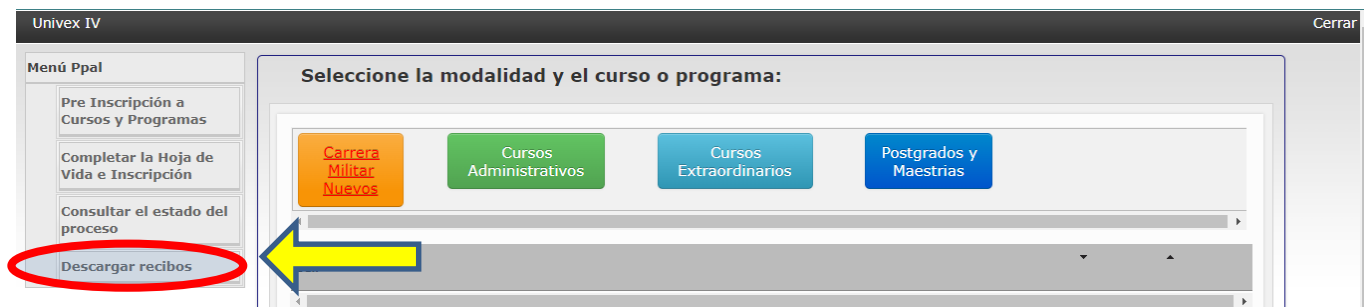 Univex IV
Cerrar
Menú Ppal
Pre Inscripción a
Cursos y Programas
Completar la Hoja de
Vida e Inscripción
Consultar el estado del
proceso
Descargar recibos
Seleccione la modalidad y el curso o programa:
Carrera
Militar
Nuevos
Cursos
Administrativos
Cursos
Extraordinarios
Postgrados y
Maestrias